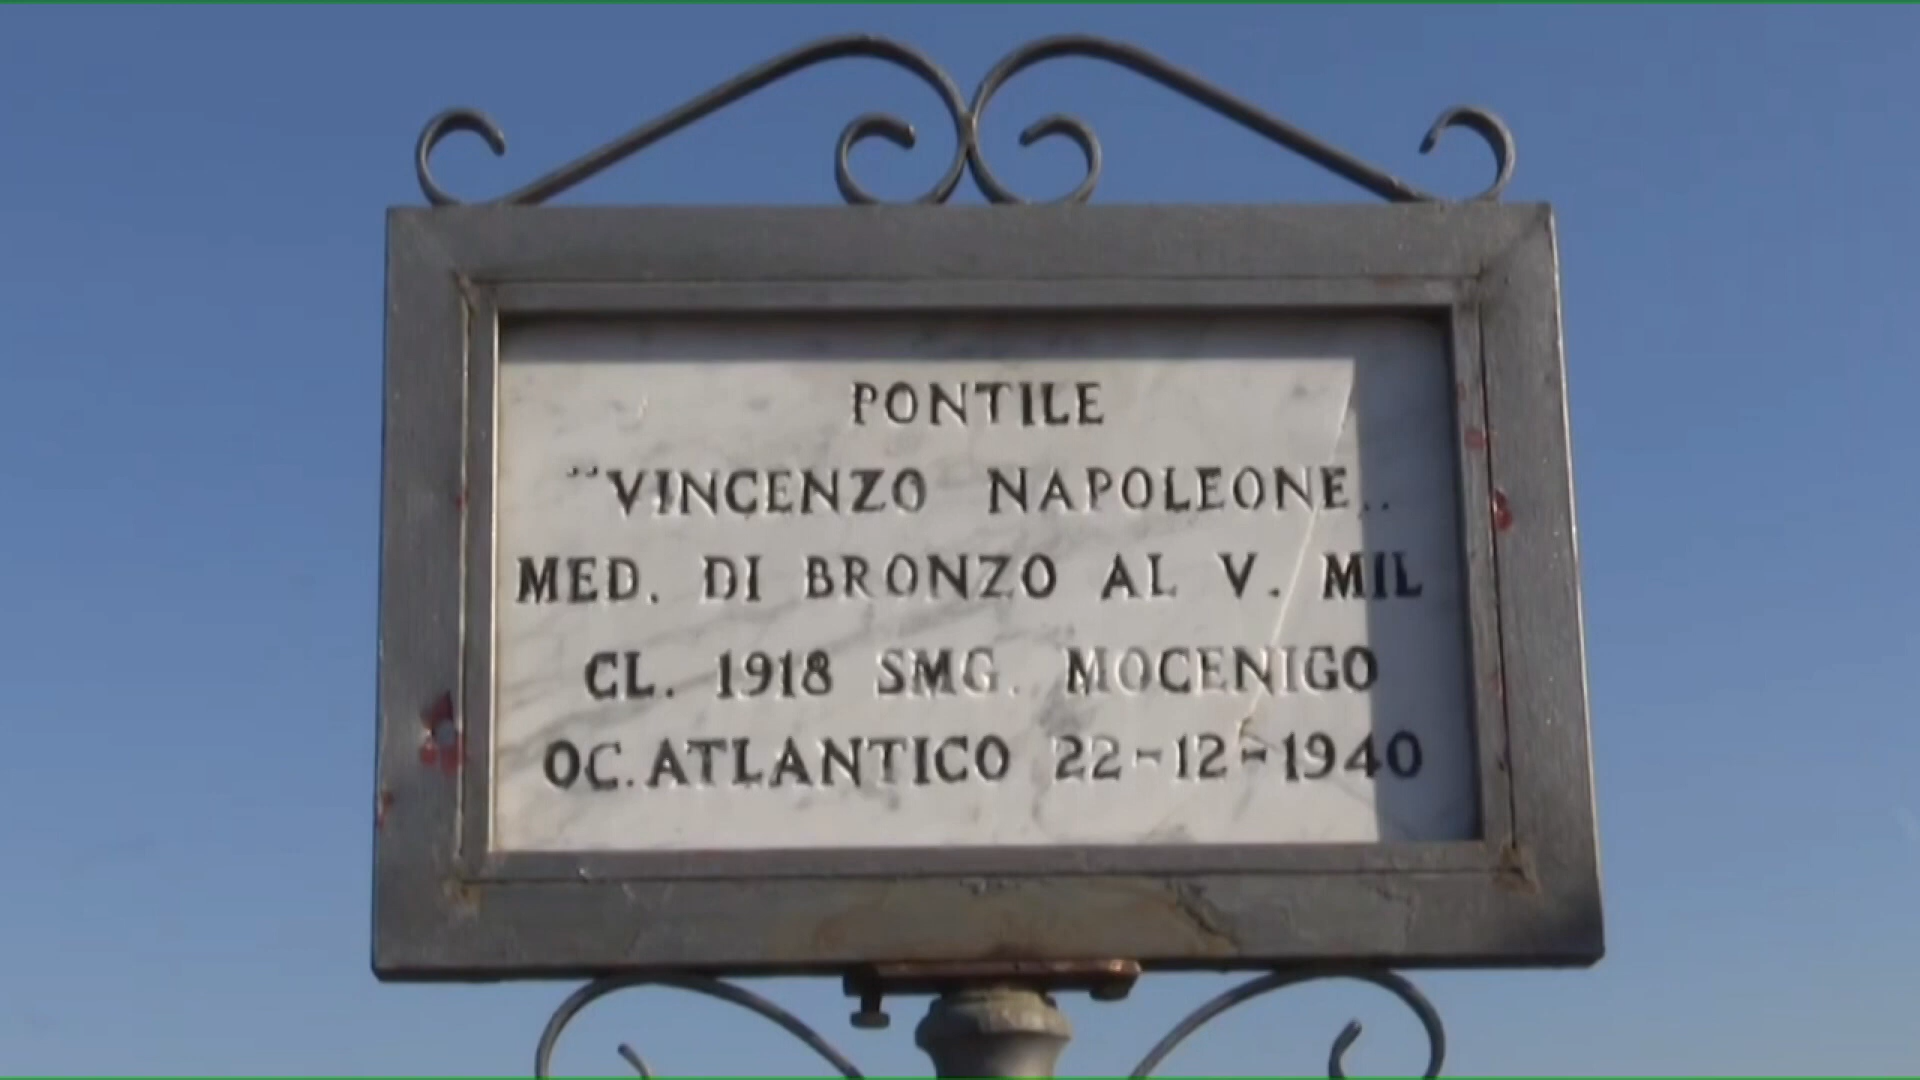 PONTILE
¨VINCENZO NAPOLEONE..
MED. DI BRONZO AL V. MIL
CL. 1918 SMG. MOCENIGO
OC. ATLANTICO 22-12-1940